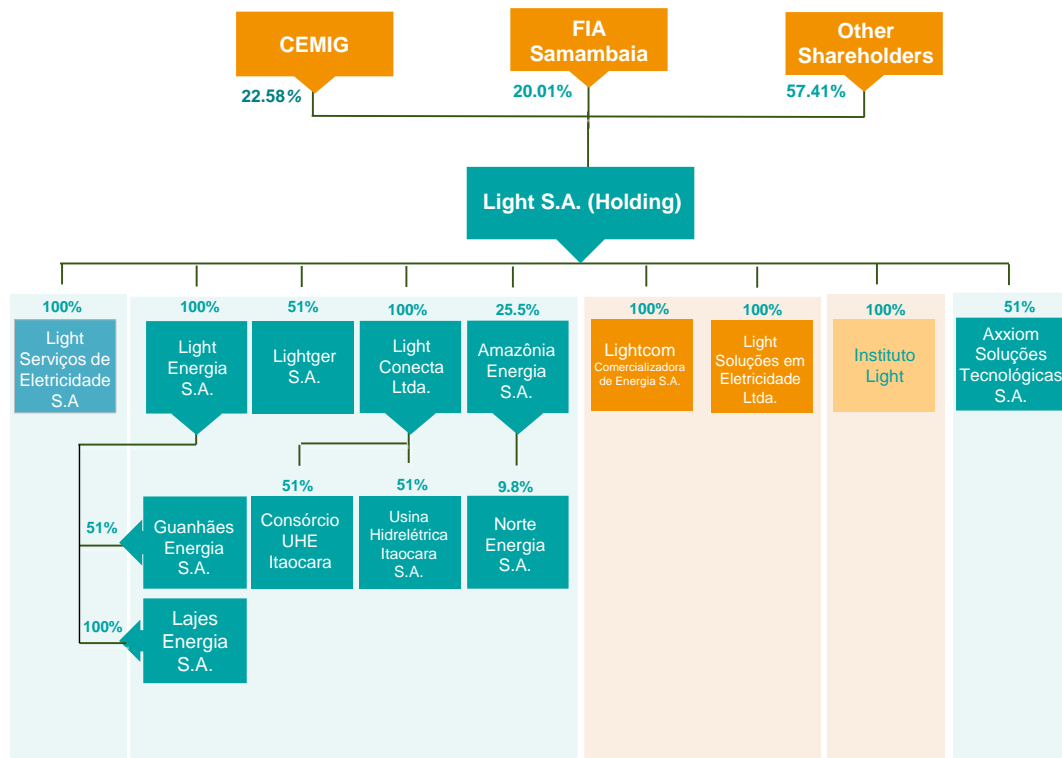 CEMIG
FIA
Samambaia
Other
Shareholders
22.58%
20.01%
57.41%
Light S.A. (Holding)
100%
100%
51%
100%
25.5%
100%
100%
100%
51%
Light
Serviços de
Eletricidade
S.A
Light
Energia
S.A.
Lightger
S.A.
Light
Conecta
Ltda.
Amazônia
Energia
S.A.
Lightcom
Comercializadora
de Energia S.A.
Light
Soluções em
Eletricidade
Ltda.
Instituto
Light
Axxiom
Soluções
Tecnológicas
S.A.
51%
51%
9.8%
51%
Guanhães
Energia
S.A.
Consórcio
UHE
Itaocara
Usina
Hidrelétrica
Itaocara
S.A.
Norte
Energia
S.A.
100%
Lajes
Energia
S.A.